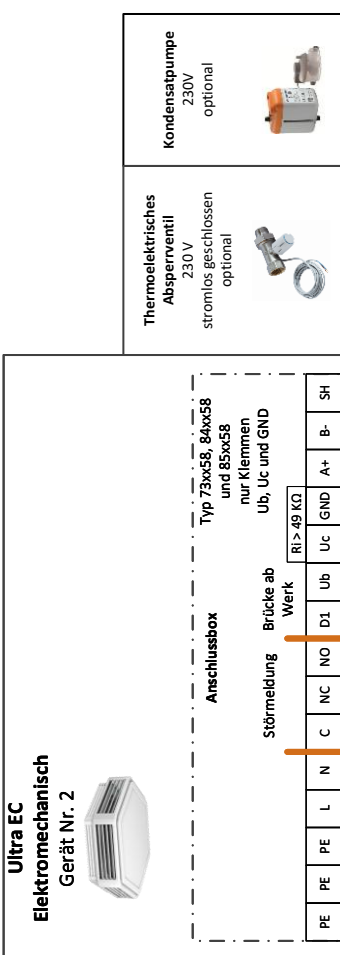 Ultra EC
Elektromechanisch
Gerät Nr. 2
Thermoelektrisches
Absperrventil
230 V
stromlos geschlossen
optional
Kondensatpumpe
230V
optional
Anschlussbox
Typ 73xx58, 84xx58
und 85xx58
nur Klemmen
Ub, Uc und GND
Störmeldung
Brücke ab
Werk
Ri > 49 KΩ
PE
PE
PE
L
N
C
NC
NO
D1
Ub
Uc
GND
A+
B-
SH